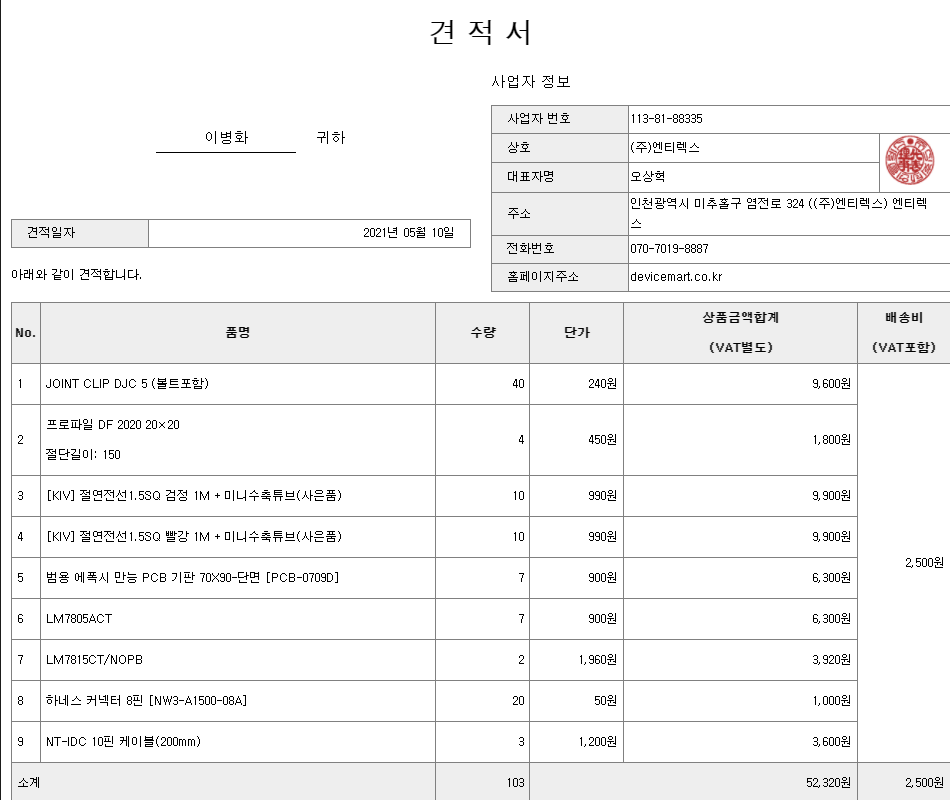 견 적 서
이병화 귀하
견적일자 2021년 05월 10일
아래와 같이 견적합니다.
사업자 정보
사업자 번호 113-81-88335
상호 (주)엔티렉스
대표자명 오상혁
주소 인천광역시 미추홀구 염전로 324 ((주)엔티렉스) 엔티렉
스
전화번호 070-7019-8887
홈페이지주소 devicemart.co.kr
No. 품명 수량 단가 상품금액합계 배송비
(VAT별도) (VAT포함)
1 JOINT CLIP DJC 5 (볼트포함) 40 240원 9,600원
2 프로파일 DF 2020 20×20 4 450원 1,800원
절단길이: 150
3 [KIV] 절연전선1.5SQ 검정 1M + 미니수축튜브(사은품) 10 990원 9,900원
4 [KIV] 절연전선1.5SQ 빨강 1M + 미니수축튜브(사은품) 10 990원 9,900원
2,500원
5 범용 에폭시 만능 PCB 기판 70X90-단면 [PCB-0709D] 7 900원 6,300원
6 LM7805ACT 7 900원 6,300원
7 LM7815CT/NOPB 2 1,960원 3,920원
8 하네스 커넥터 8핀 [NW3-A1500-08A] 20 50원 1,000원
9 NT-IDC 10핀 케이블(200mm) 3 1,200원 3,600원
소계 103 52,320원 2,500원